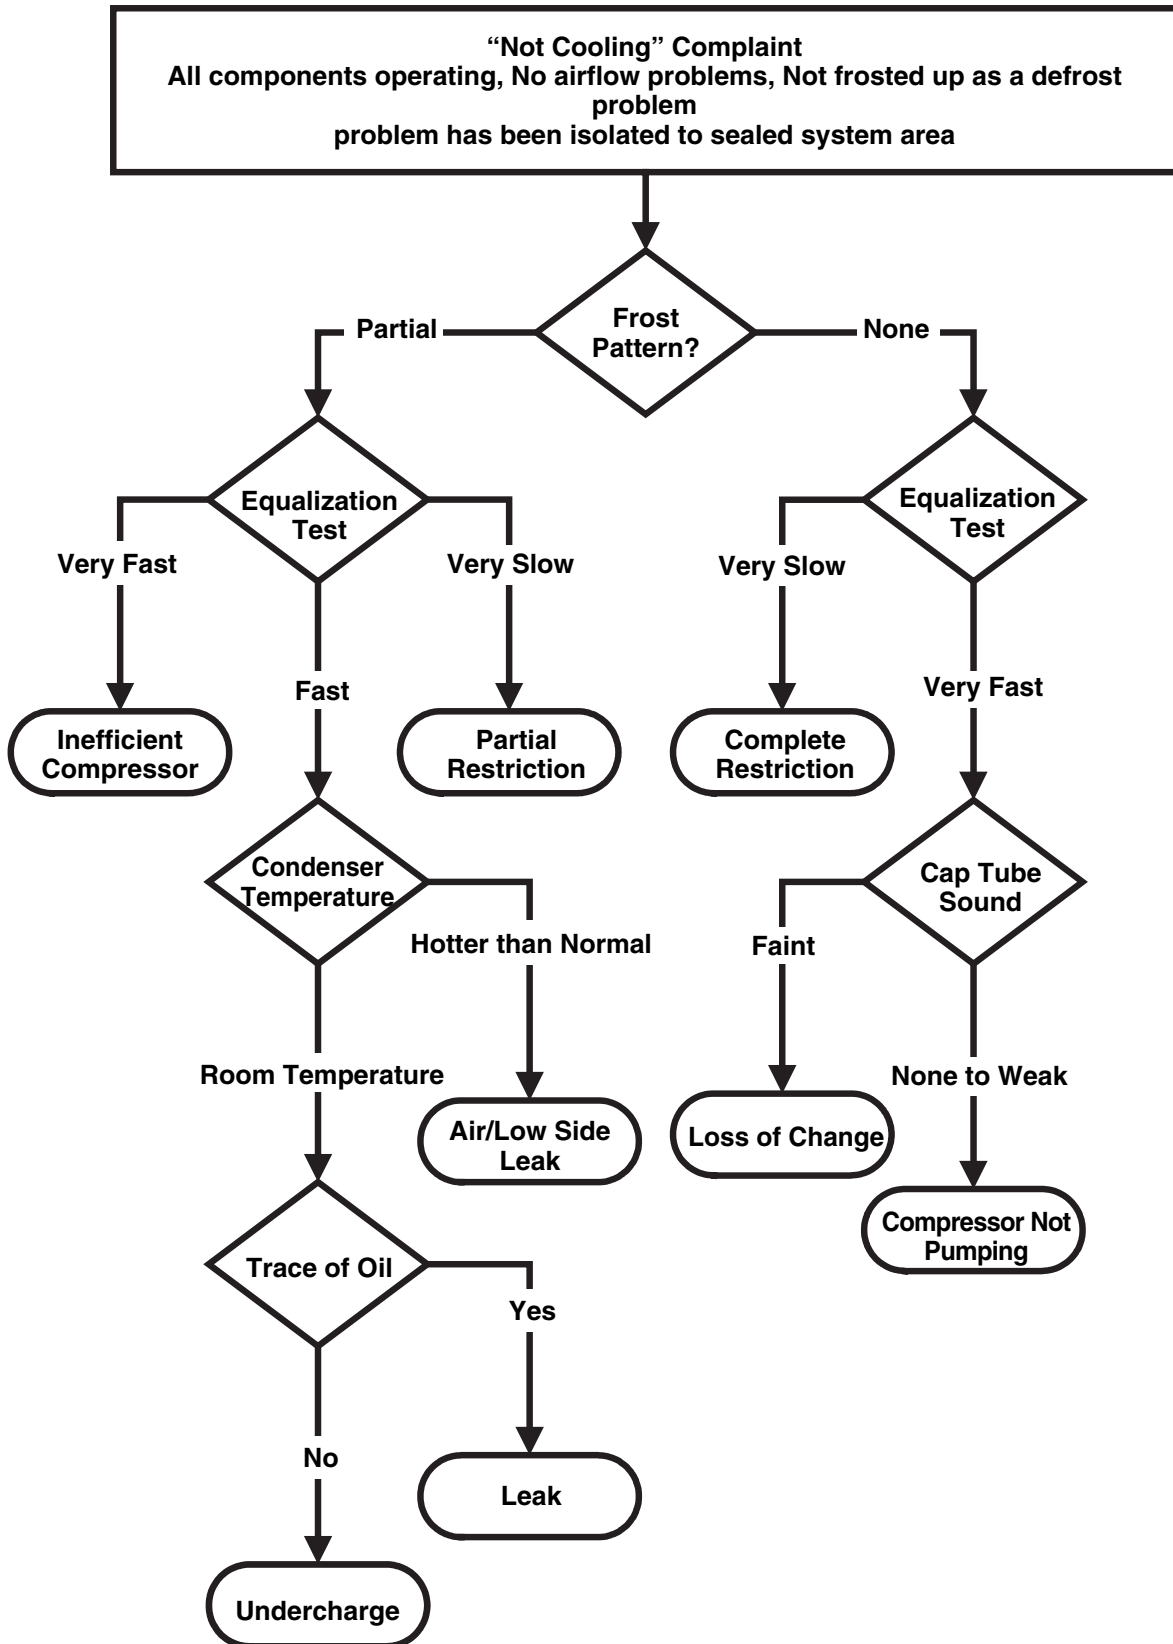 “Not Cooling” Complaint
All components operating, No airflow problems, Not frosted up as a defrost
problem
problem has been isolated to sealed system area
Frost
Pattern?
Partial
None
Equalization
Test
Equalization
Test
Very Fast
Very Slow
Very Slow
Fast
Very Fast
Inefficient
Compressor
Partial
Restriction
Complete
Restriction
Condenser
Temperature
Cap Tube
Sound
Hotter than Normal
Faint
Room Temperature
None to Weak
Air/Low Side
Leak
Loss of Change
Compressor Not
Pumping
Trace of Oil
Yes
No
Leak
Undercharge